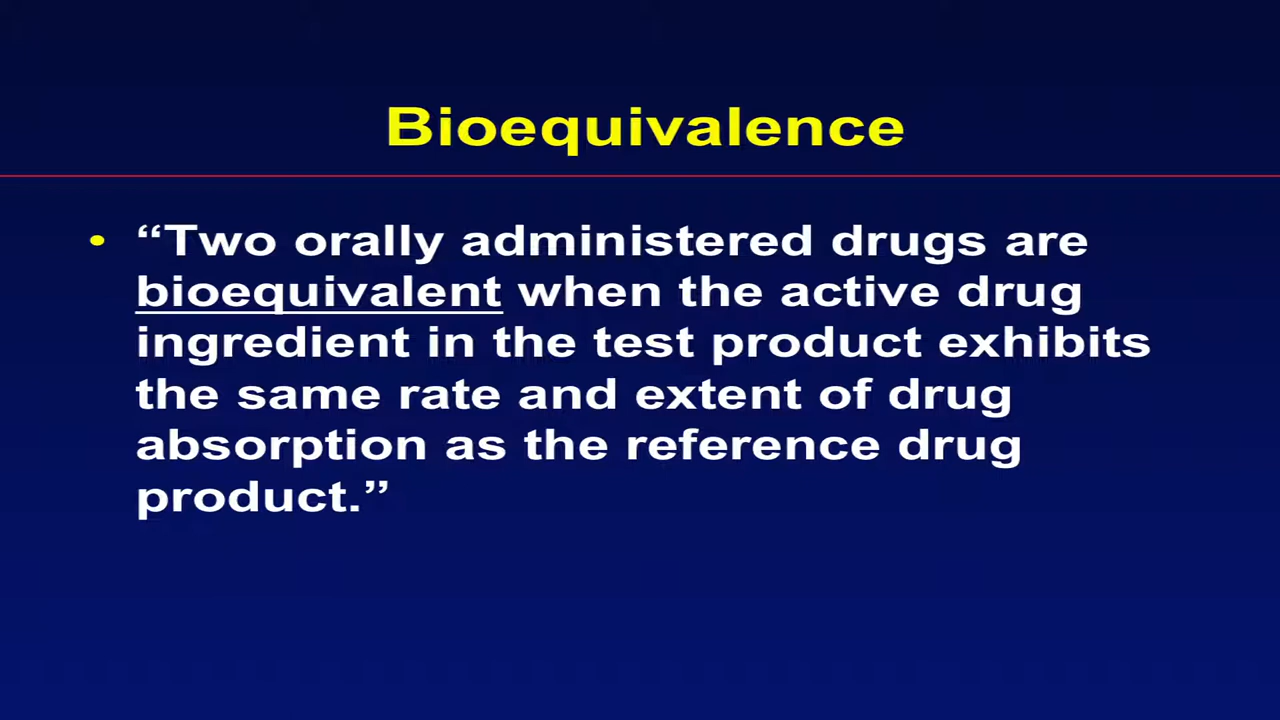 Bioequivalence
• “Two orally administered drugs are
bioequivalent when the active drug
ingredient in the test product exhibits
the same rate and extent of drug
absorption as the reference drug
product.”